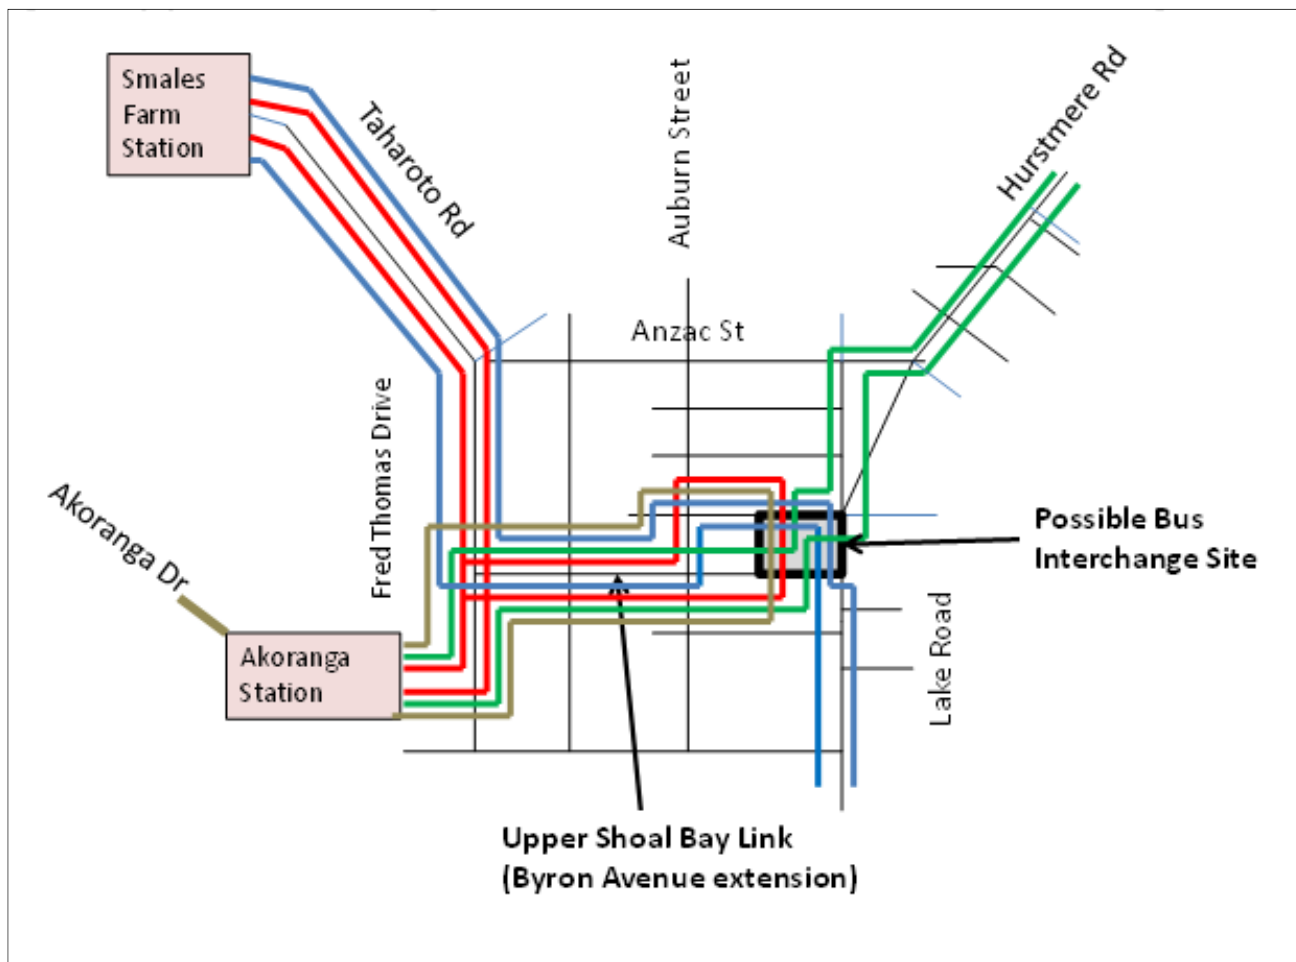 Smales
Farm
Station
Taharoto Rd
Auburn Street
Hurstmere Rd
Anzac St
Fred Thomas Drive
Akoranga Dr
Akoranga
Station
Possible Bus
Interchange Site
Lake Road
Upper Shoal Bay Link
(Byron Avenue extension)